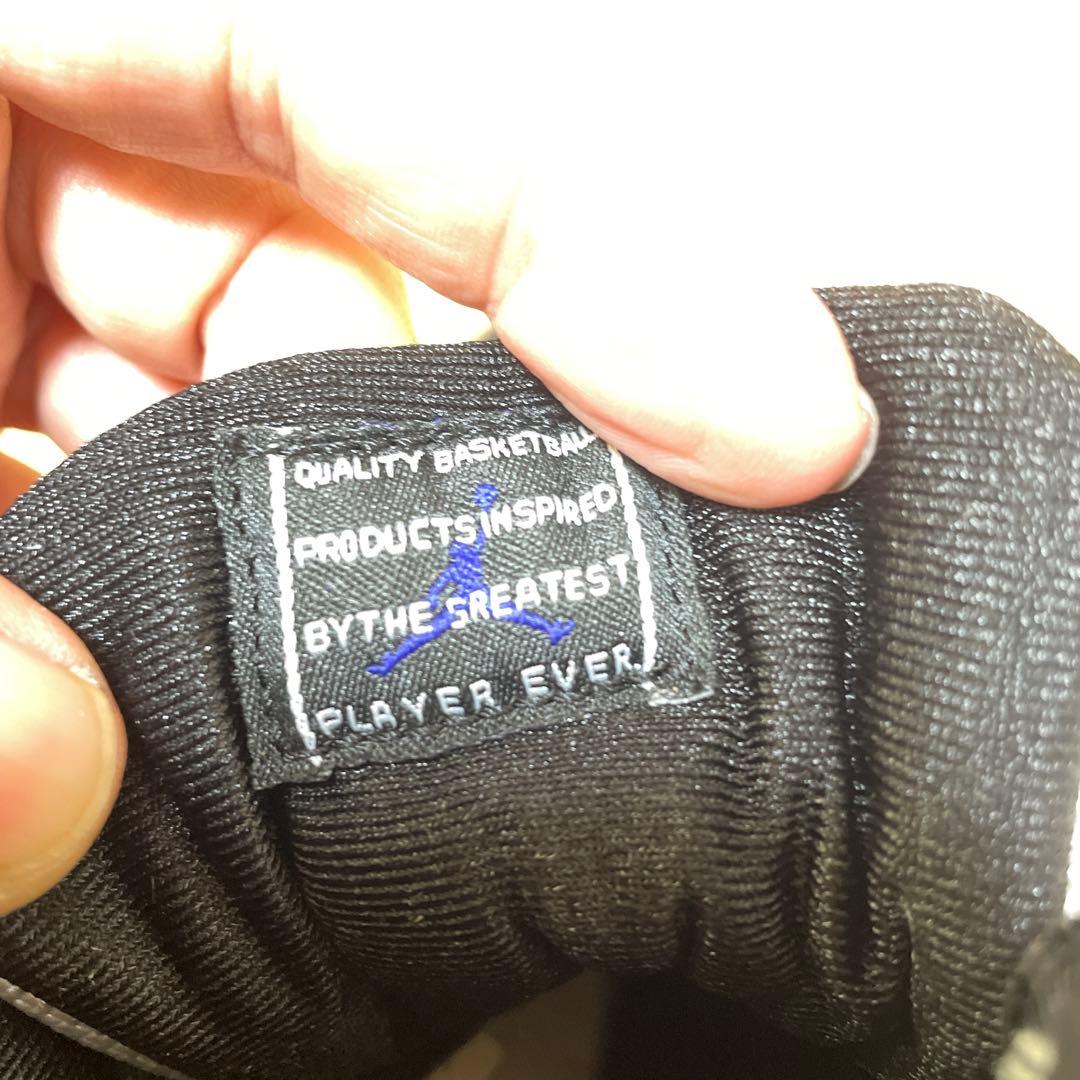 QUALITY BASKETBALL
PRODUCTS INSPIRED
BY THE GREATEST
PLAYER EVER